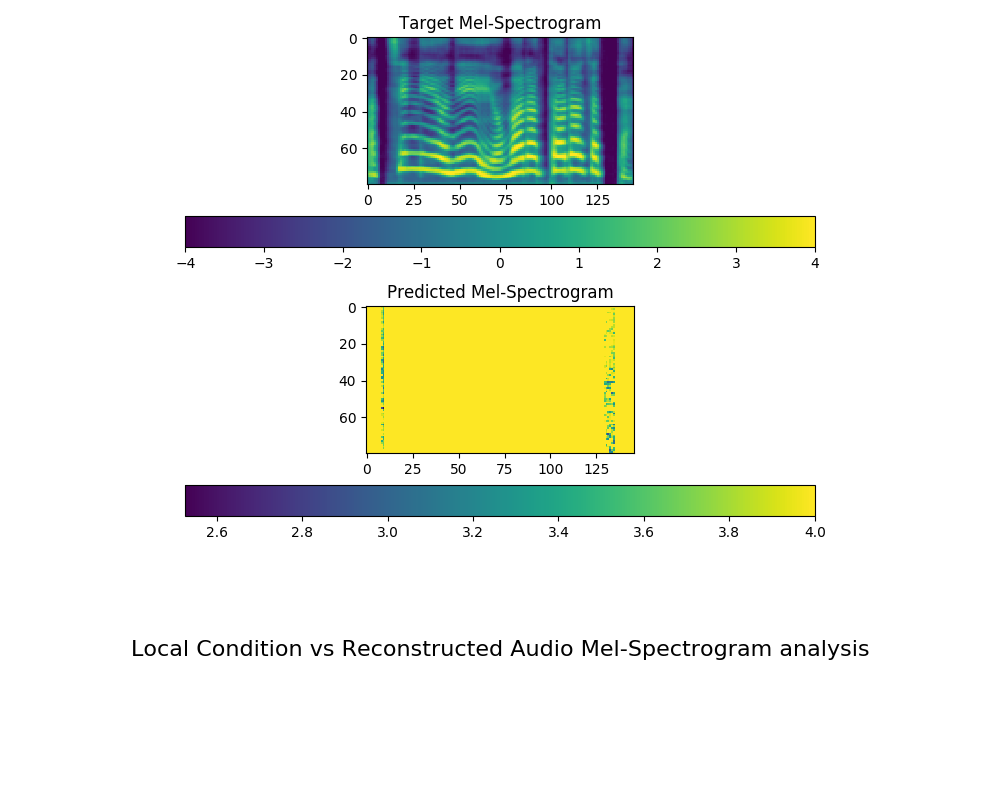 Target Mel-Spectrogram
0
20
40
60
0 25 50 75 100 125
−4 −3 −2 −1 0 1 2 3 4
Predicted Mel-Spectrogram
0
20
40
60
0 25 50 75 100 125
2.6 2.8 3.0 3.2 3.4 3.6 3.8 4.0
Local Condition vs Reconstructed Audio Mel-Spectrogram analysis